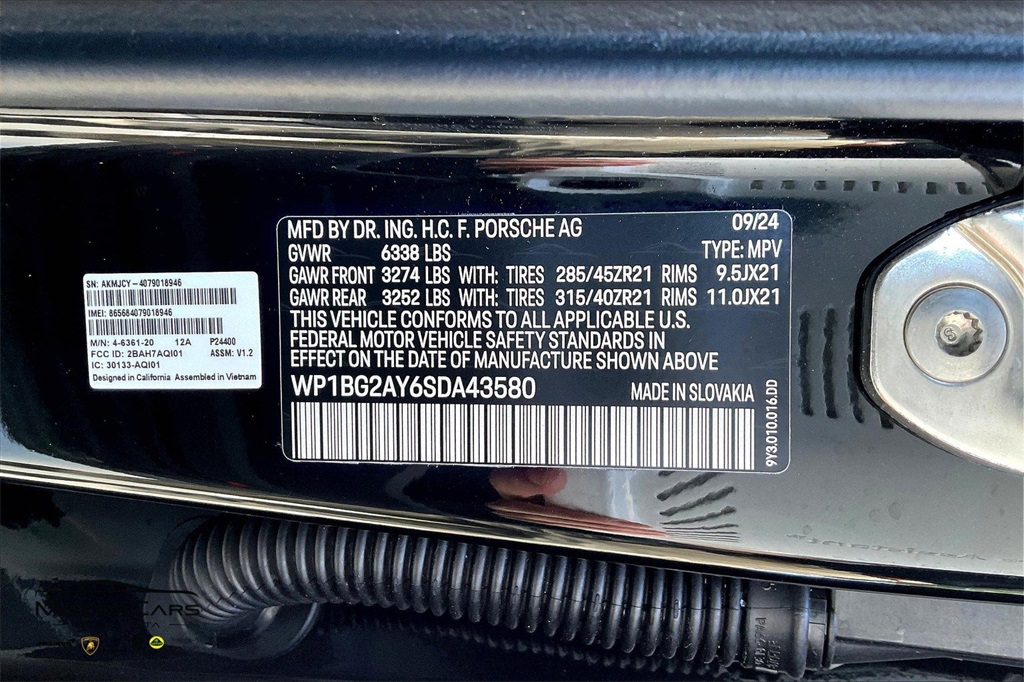 MFD BY DR. ING. H.C. F. PORSCHE AG 09/24
GVWR 6338 LBS TYPE: MPV
GAWR FRONT 3274 LBS WITH: TIRES 285/45ZR21 RIMS 9.5JX21
GAWR REAR 3252 LBS WITH: TIRES 315/40ZR21 RIMS 11.0JX21
THIS VEHICLE CONFORMS TO ALL APPLICABLE U.S.
FEDERAL MOTOR VEHICLE SAFETY STANDARDS IN
EFFECT ON THE DATE OF MANUFACTURE SHOWN ABOVE
WP1BG2AY6SDA43580 MADE IN SLOVAKIA
9Y3.010.016.DD
SN: AKMJCY-4079018946
IMEI: 865684079018946
M/N: 4-6361-20 12A P24400
FCC ID: 2BAH7AQI01 ASSM: V1.2
IC: 30133-AQI01
Designed in California Assembled in Vietnam